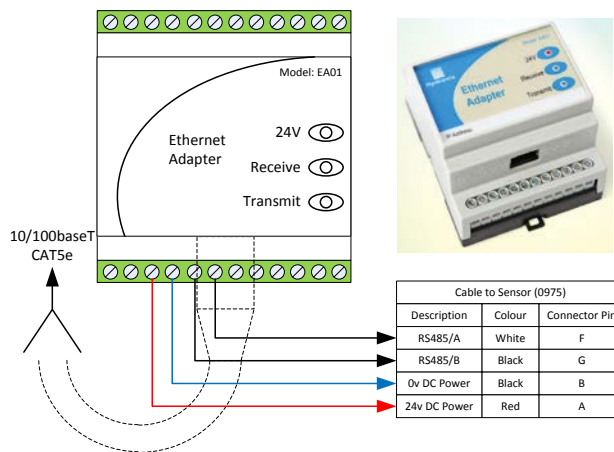 Model: EA01
Ethernet
Adapter
24V
Receive
Transmit
10/100baseT
CAT5e
24V
Receive
Transmit
Ethernet
Adapter
Cable to Sensor (0975)
Description Colour Connector Pin
RS485/A White F
RS485/B Black G
0v DC Power Black B
24v DC Power Red A